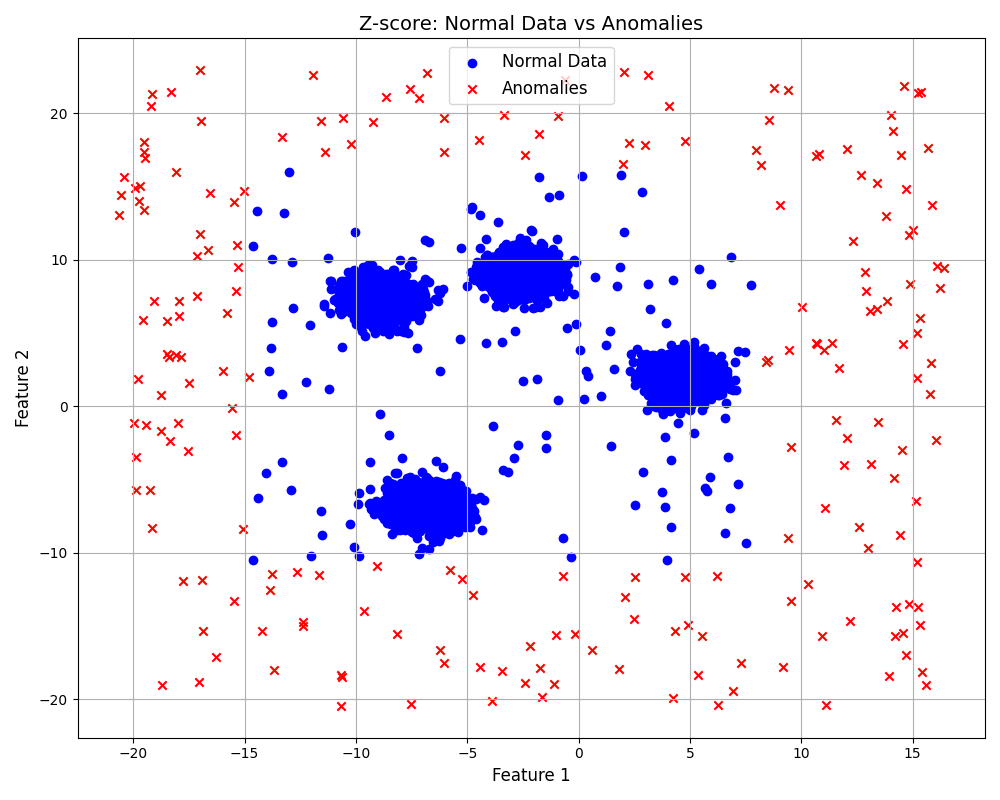 Z-score: Normal Data vs Anomalies
Normal Data
Anomalies
Feature 2
20
10
0
−10
−20
−20 −15 −10 −5 0 5 10 15
Feature 1